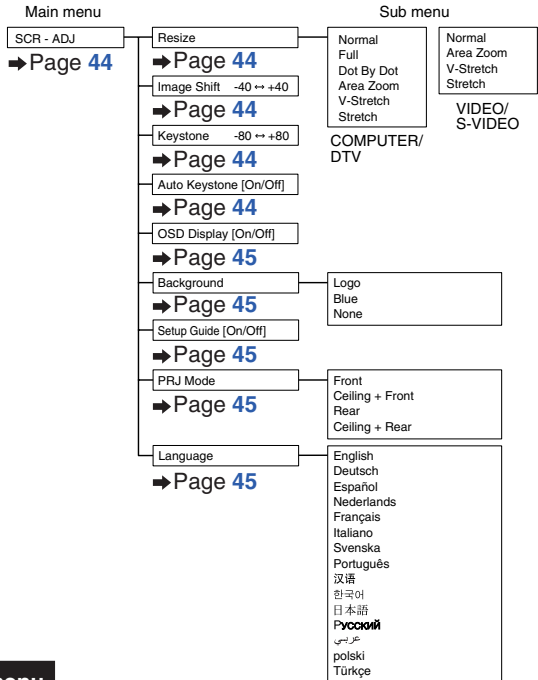 Main menu
Sub menu
SCR - ADJ
➡Page 44
Resize
➡Page 44
Normal
Full
Dot By Dot
Area Zoom
V-Stretch
Stretch
COMPUTER/
DTV
Normal
Area Zoom
V-Stretch
Stretch
VIDEO/
S-VIDEO
Image Shift -40 ↔ +40
➡Page 44
Keystone -80 ↔ +80
➡Page 44
Auto Keystone [On/Off]
➡Page 44
OSD Display [On/Off]
➡Page 45
Background
➡Page 45
Logo
Blue
None
Setup Guide [On/Off]
➡Page 45
PRJ Mode
➡Page 45
Front
Ceiling + Front
Rear
Ceiling + Rear
Language
➡Page 45
English
Deutsch
Español
Nederlands
Français
Italiano
Svenska
Português
汉语
한국어
日本語
Русский
عربي
polski
Türkçe